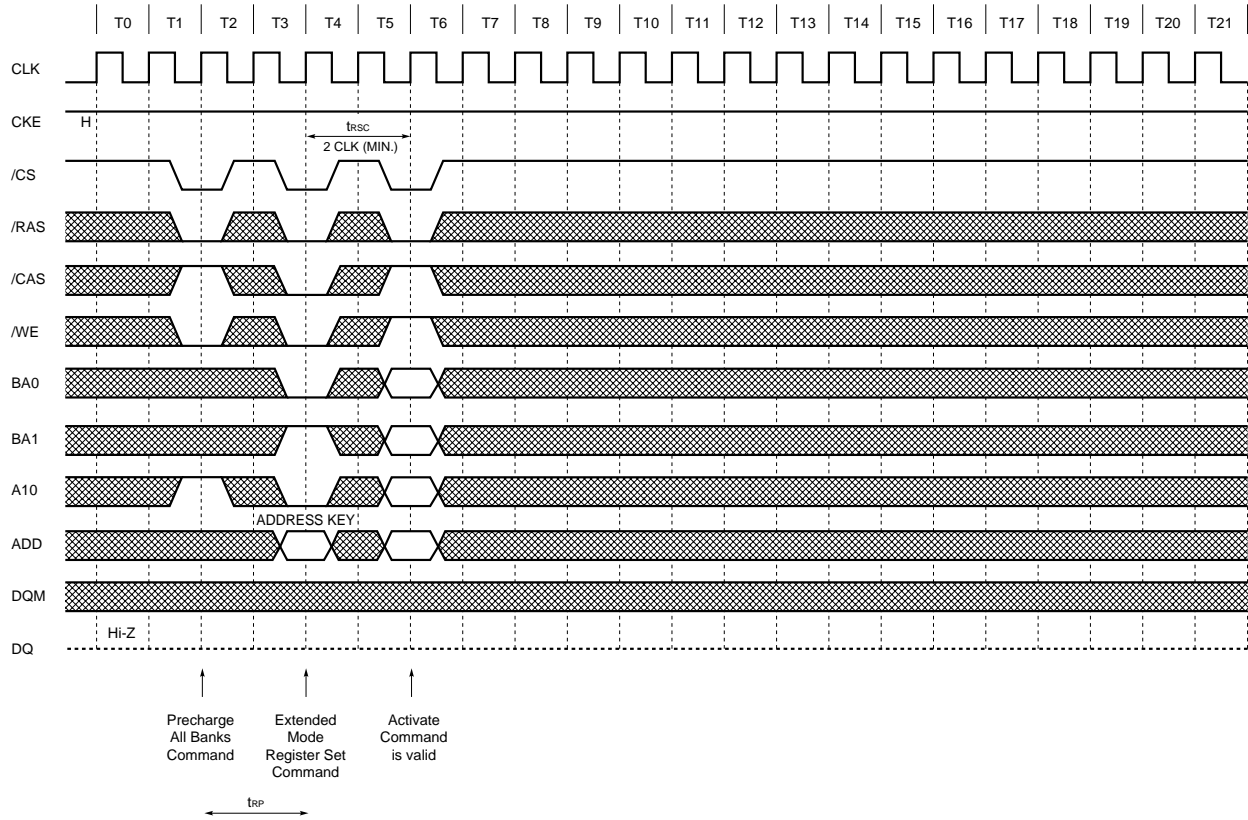 T0 T1 T2 T3 T4 T5 T6 T7 T8 T9 T10 T11 T12 T13 T14 T15 T16 T17 T18 T19 T20 T21
CLK
CKE H
tRSC
2 CLK (MIN.)
/CS
/RAS
/CAS
/WE
BA0
BA1
A10
ADDRESS KEY
ADD
DQM
Hi-Z
DQ
Precharge
All Banks
Command
Extended
Mode
Register Set
Command
Activate
Command
is valid
tRP